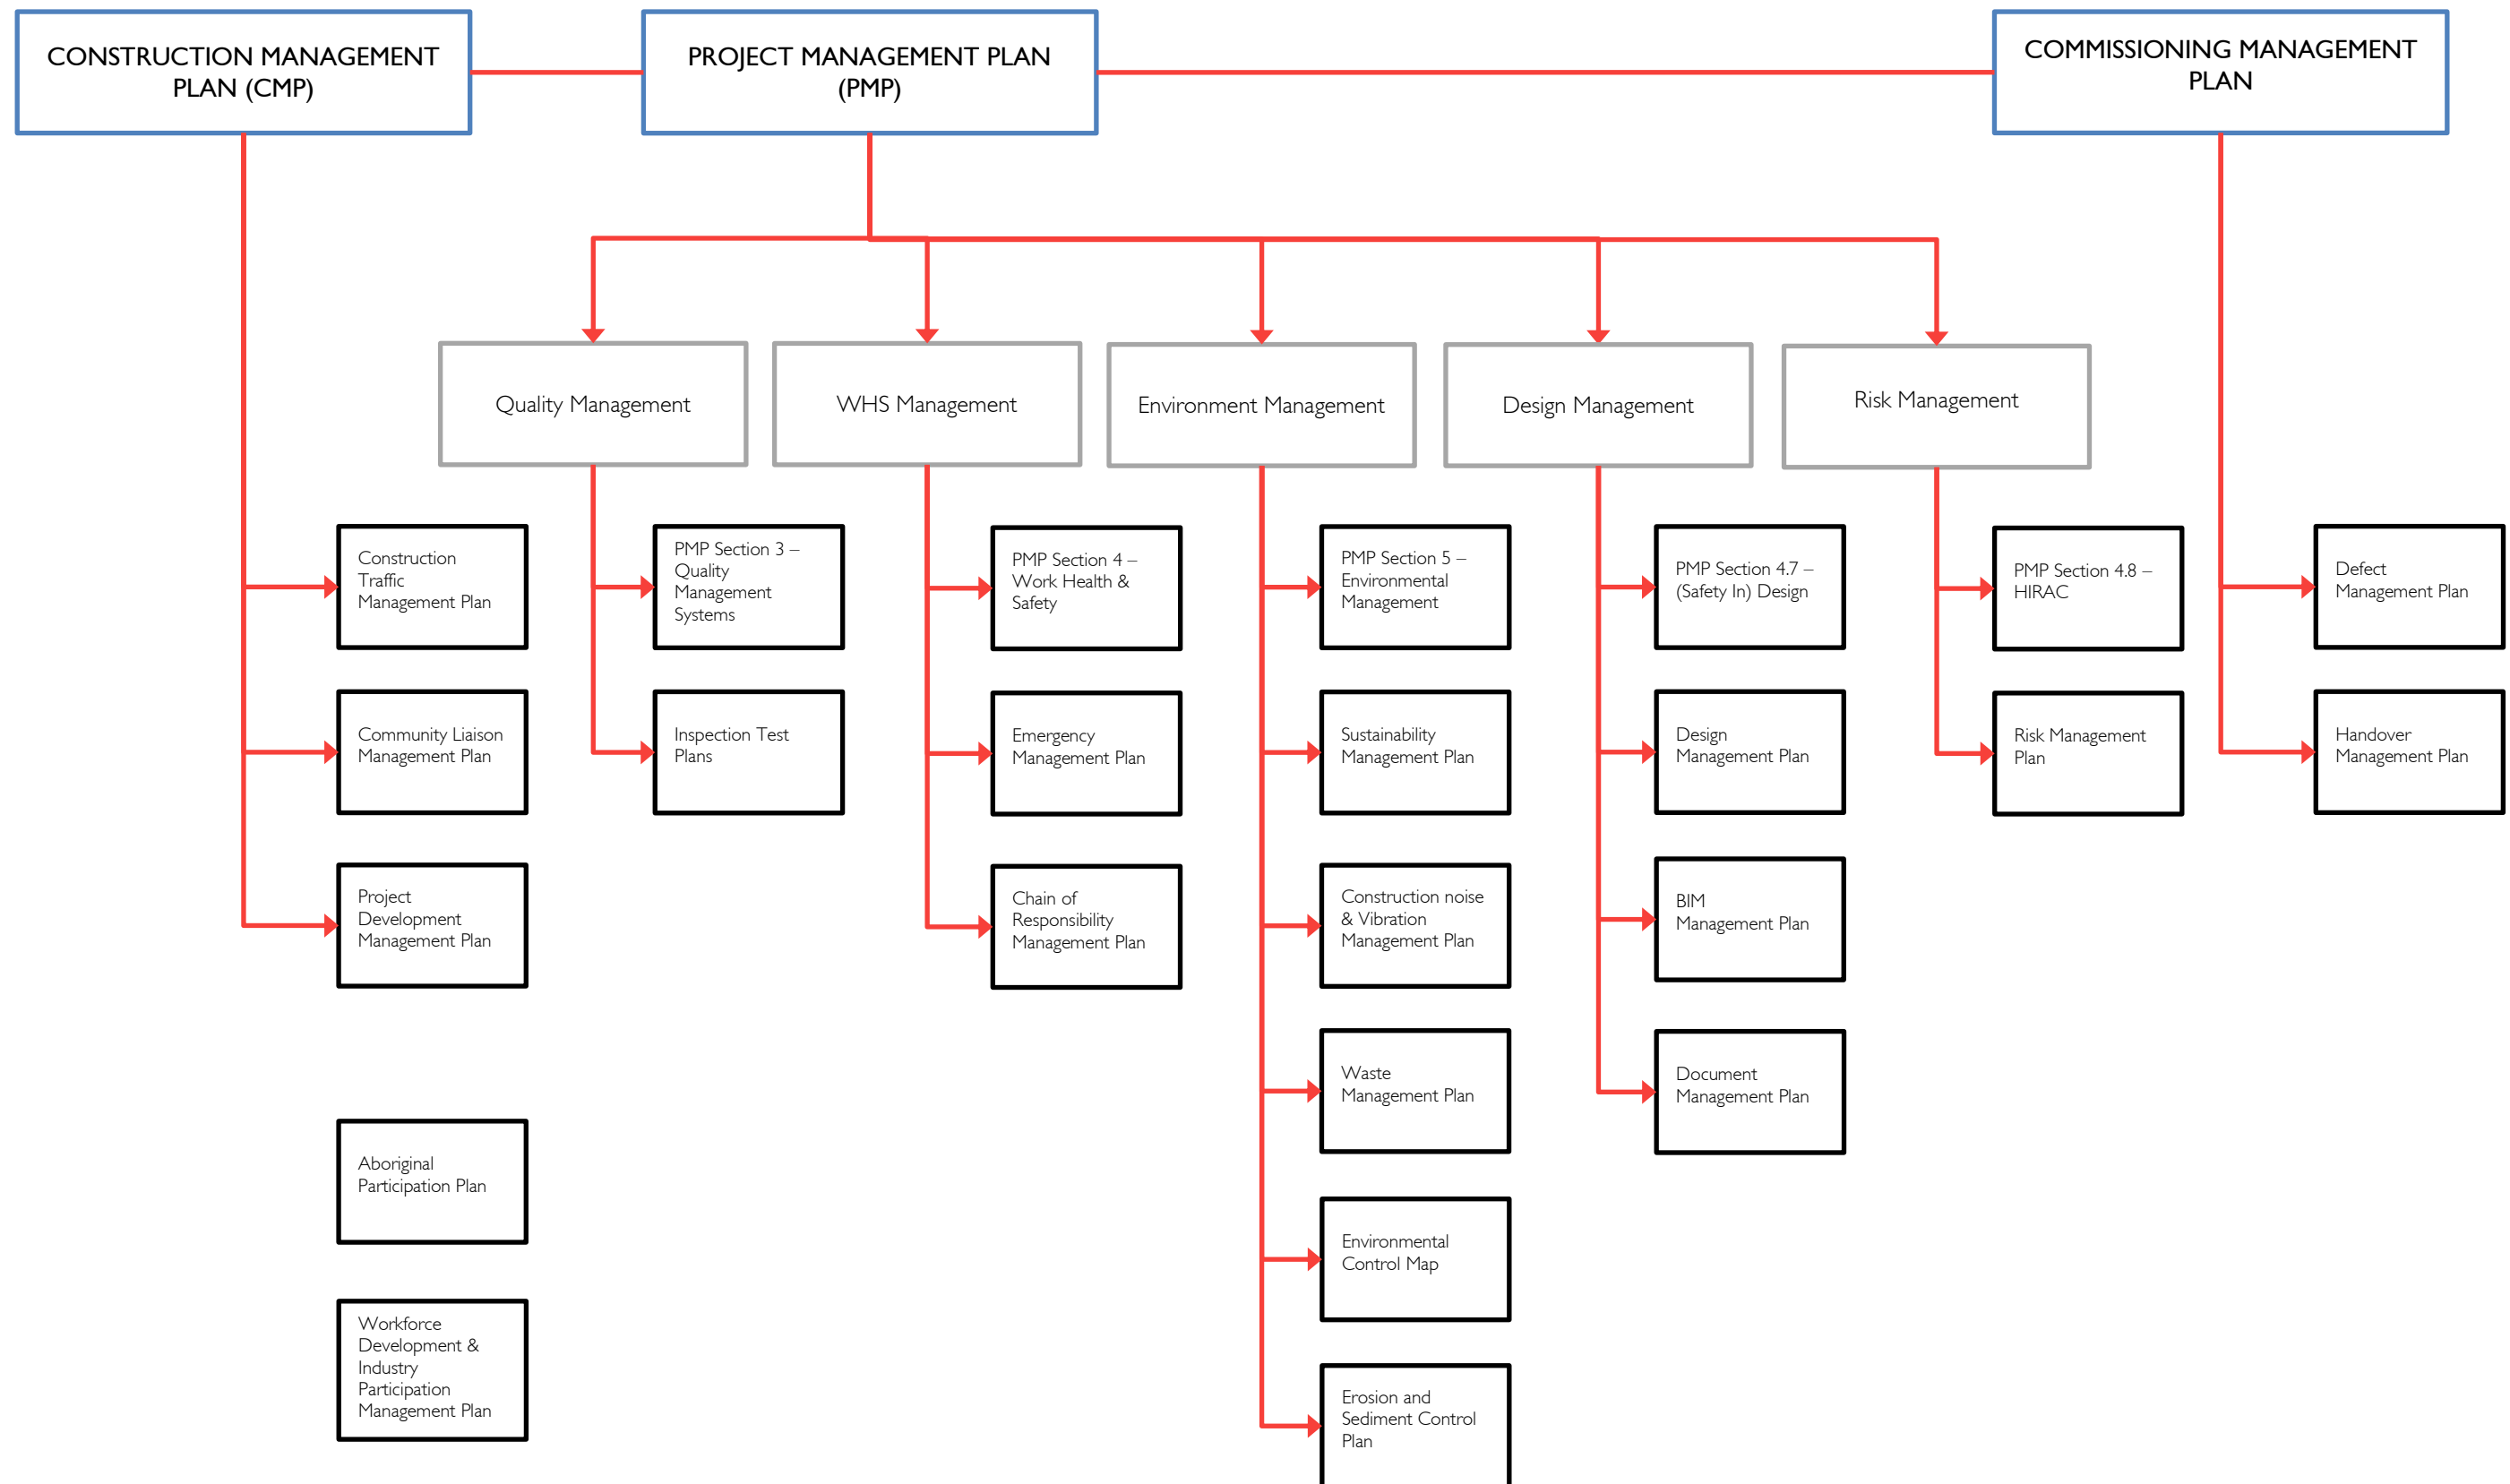 CONSTRUCTION MANAGEMENT
PLAN (CMP)
PROJECT MANAGEMENT PLAN
(PMP)
COMMISSIONING MANAGEMENT
PLAN
Quality Management
WHS Management
Environment Management
Design Management
Risk Management
Construction
Traffic
Management Plan
Community Liaison
Management Plan
Project
Development
Management Plan
Aboriginal
Participation Plan
Workforce
Development &
Industry
Participation
Management Plan
PMP Section 3 –
Quality
Management
Systems
Inspection Test
Plans
PMP Section 4 –
Work Health &
Safety
Emergency
Management Plan
Chain of
Responsibility
Management Plan
PMP Section 5 –
Environmental
Management
Sustainability
Management Plan
Construction noise
& Vibration
Management Plan
Waste
Management Plan
Environmental
Control Map
Erosion and
Sediment Control
Plan
PMP Section 4.7 –
(Safety In) Design
Design
Management Plan
BIM
Management Plan
Document
Management Plan
PMP Section 4.8 –
HIRAC
Risk Management
Plan
Defect
Management Plan
Handover
Management Plan